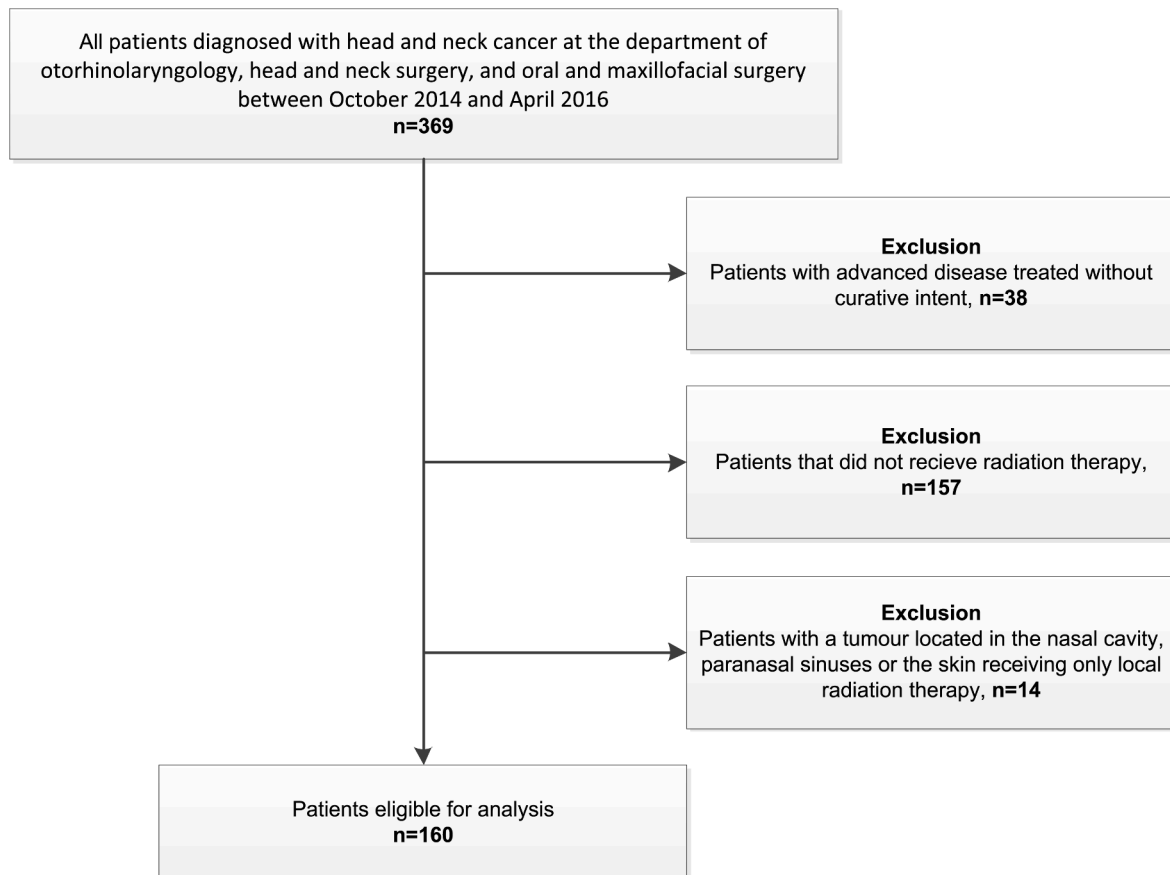 All patients diagnosed with head and neck cancer at the department of
otorhinolaryngology, head and neck surgery, and oral and maxillofacial surgery
between October 2014 and April 2016
n=369
Exclusion
Patients with advanced disease treated without
curative intent, n=38
Exclusion
Patients that did not recieve radiation therapy,
n=157
Exclusion
Patients with a tumour located in the nasal cavity,
paranasal sinuses or the skin receiving only local
radiation therapy, n=14
Patients eligible for analysis
n=160